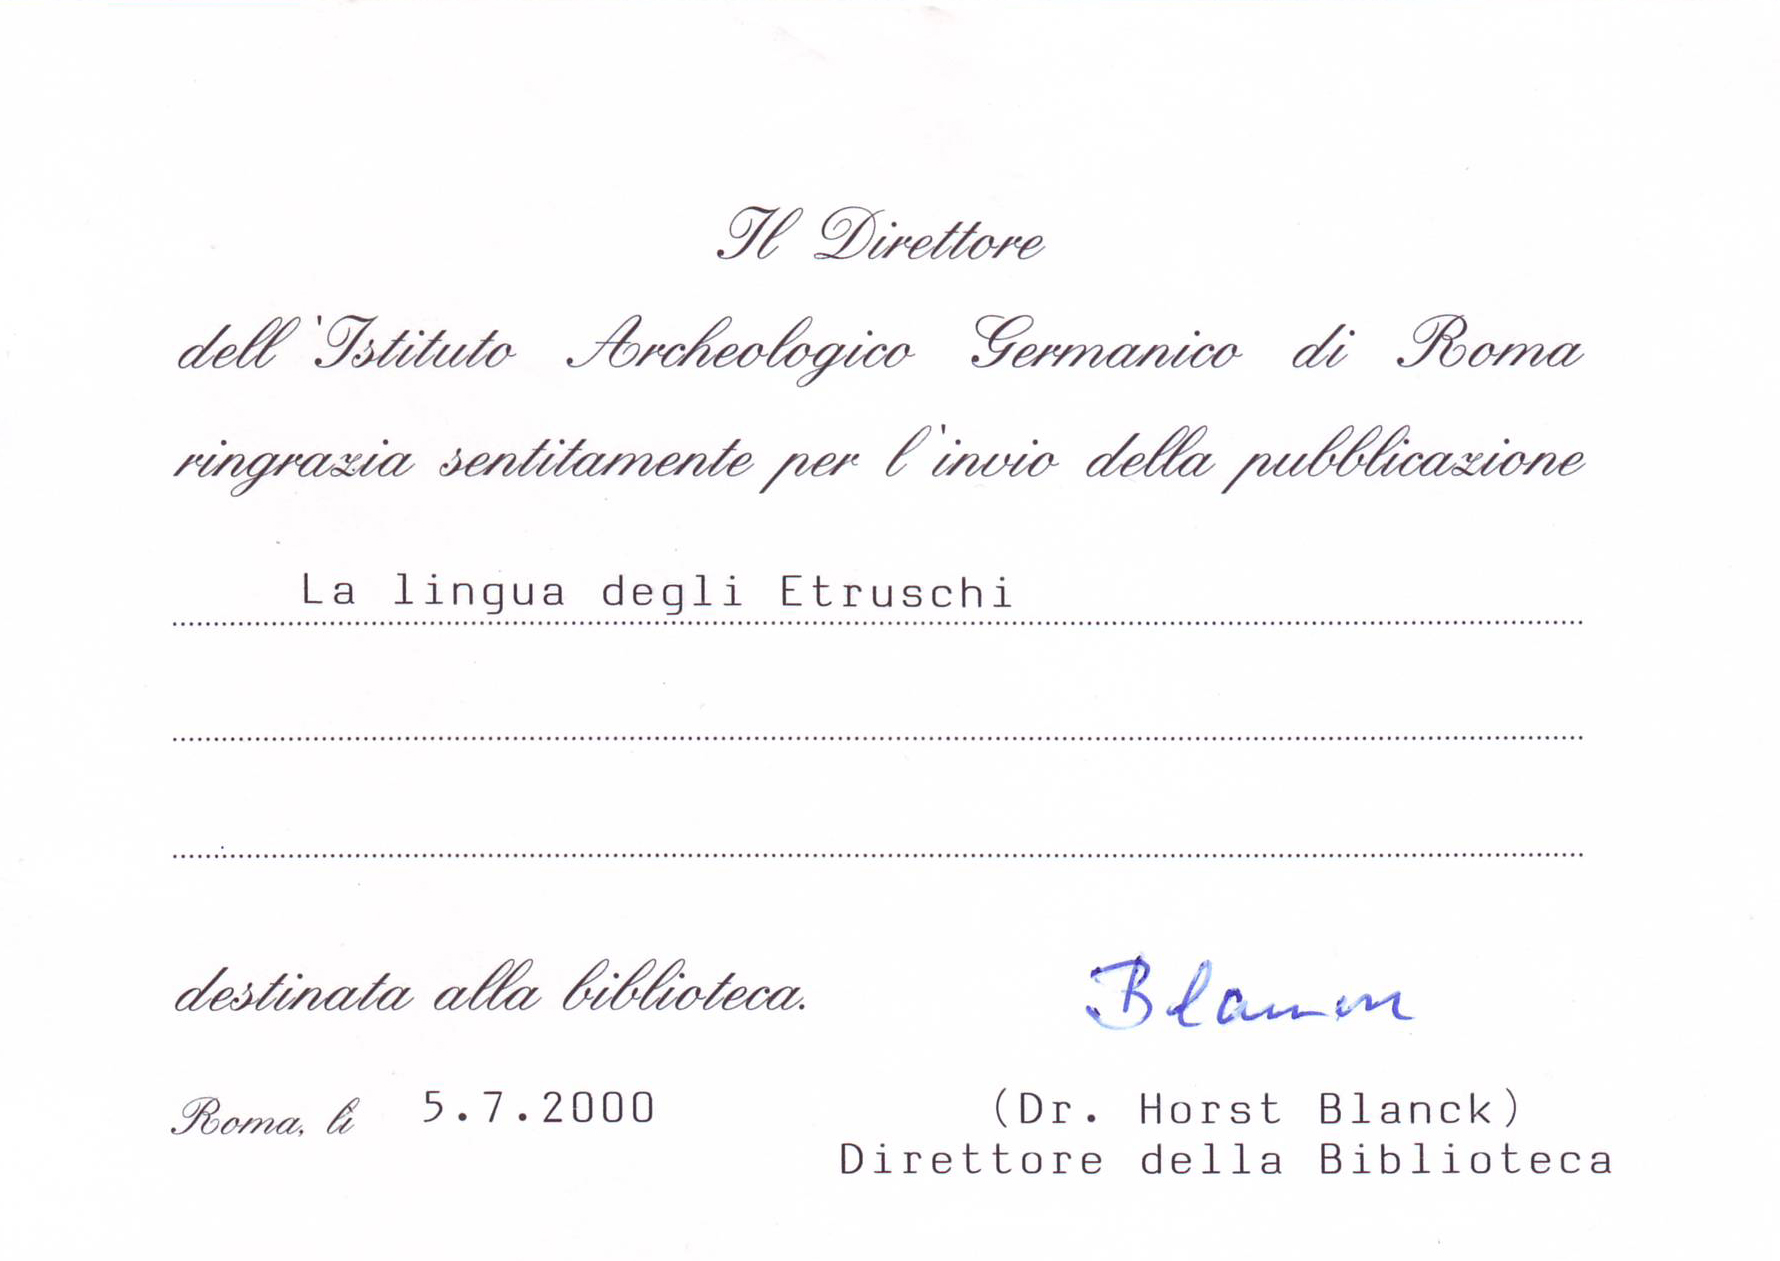 Il Direttore
dell'Istituto Archeologico Germanico di Roma
ringrazia sentitamente per l'invio della pubblicazione
La lingua degli Etruschi
destinata alla biblioteca.
Roma, li 5.7.2000
(Dr. Horst Blanck)
Direttore della Biblioteca